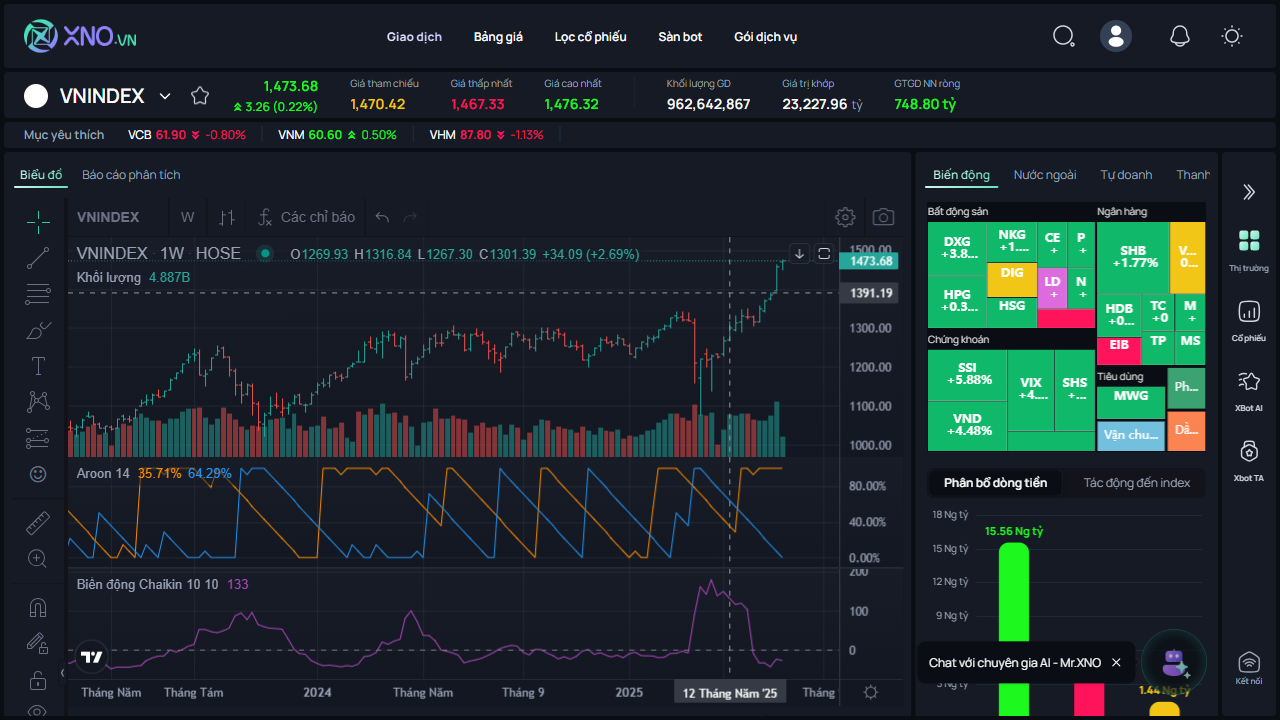 XNO.VN
Giao dịch
Bảng giá
Lọc cổ phiếu
Sàn bot
Gói dịch vụ
VNINDEX
1,473.68
3.26 (0.22%)
Giá tham chiếu
1,470.42
Giá thấp nhất
1,467.33
Giá cao nhất
1,476.32
Khối lượng GD
962,642,867
Giá trị khớp
23,227.96 tỷ
GTGD NN ròng
748.80 tỷ
Mục yêu thích
VCB 61.90 -0.80%
VNM 60.60 0.50%
VHM 87.80 -1.13%
Biểu đồ
Báo cáo phân tích
VNINDEX
W
Các chỉ báo
VNINDEX · 1W · HOSE
O1269.93 H1316.84 L1267.30 C1301.39 +34.09 (+2.69%)
Khối lượng 4.887B
1500.00
1473.68
1391.19
1300.00
1200.00
1100.00
1000.00
Aroon 14 35.71% 64.29%
80.00%
40.00%
0.00%
Biên động Chaikin 10 10 133
200
100
0
Tháng Năm
Tháng Tám
2024
Tháng Năm
Tháng 9
2025
12 Tháng Năm '25
Tháng
Biến động
Nước ngoài
Tự doanh
Thanh
Bất động sản
DXG
+3.8...
NKG
+1....
CE
+
P
+
HPG
+0.3...
DIG
HSG
LD
+
N
+
Ngân hàng
SHB
+1.77%
V...
0...
HDB
+0...
TC
+0
M
+
EIB
TP
MS
Chứng khoán
SSI
+5.88%
VND
+4.48%
VIX
+4....
SHS
+...
Tiêu dùng
MWG
Ph...
Vận chu...
Dầ...
Phân bổ dòng tiền
Tác động đến index
18 Ng tỷ
15.56 Ng tỷ
15 Ng tỷ
12 Ng tỷ
9 Ng tỷ
Chat với chuyên gia AI - Mr.XNO
1.44 Ng tỷ
Thị trường
Cổ phiếu
XBot AI
Xbot TA
Kết nối